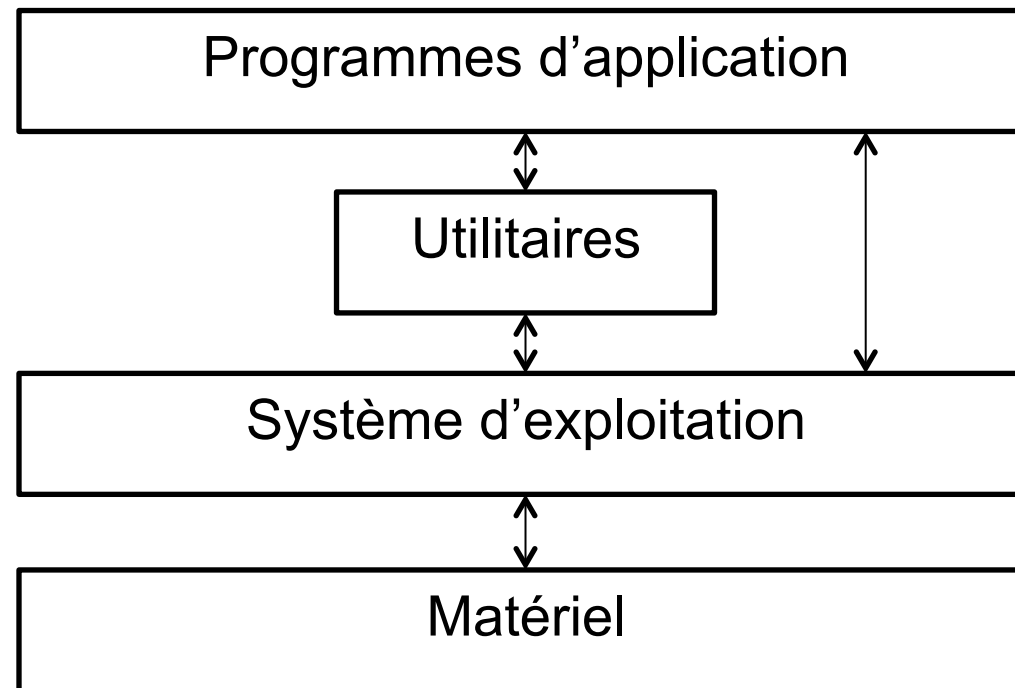 Programmes d’application
Utilitaires
Système d’exploitation
Matériel